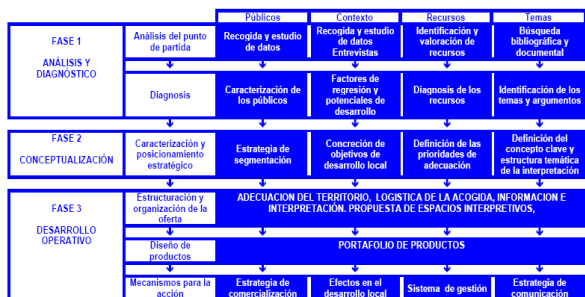 Públicos Contexto Recursos Temas
FASE 1
ANÁLISIS Y
DIAGNÓSTICO
Análisis del punto
de partida
Recogida y estudio
de datos
Recogida y estudio
de datos
Entrevistas
Identificación y
valoración de
recursos
Búsqueda
bibliográfica y
documental
Diagnosis
Caracterización de
los públicos
Factores de
regresión y
potenciales de
desarrollo
Diagnosis de los
recursos
Identificación de los
temas y argumentos
FASE 2
CONCEPTUALIZACIÓN
Caracterización y
posicionamiento
estratégico
Estrategia de
segmentación
Concreción de
objetivos de
desarrollo local
Definición de las
prioridades de
adecuación
Definición del
concepto clave y
estructura temática
de la interpretación
FASE 3
DESARROLLO
OPERATIVO
Estructuración y
organización de la
oferta
ADECUACION DEL TERRITORIO, LOGISTICA DE LA ACOGIDA, INFORMACION E
INTERPRETACIÓN. PROPUESTA DE ESPACIOS INTERPRETIVOS,
Diseño de
productos
PORTAFOLIO DE PRODUCTOS
Mecanismos para la
acción
Estrategia de
comercialización
Efectos en el
desarrollo local
Sistema de gestión
Estrategia de
comunicación